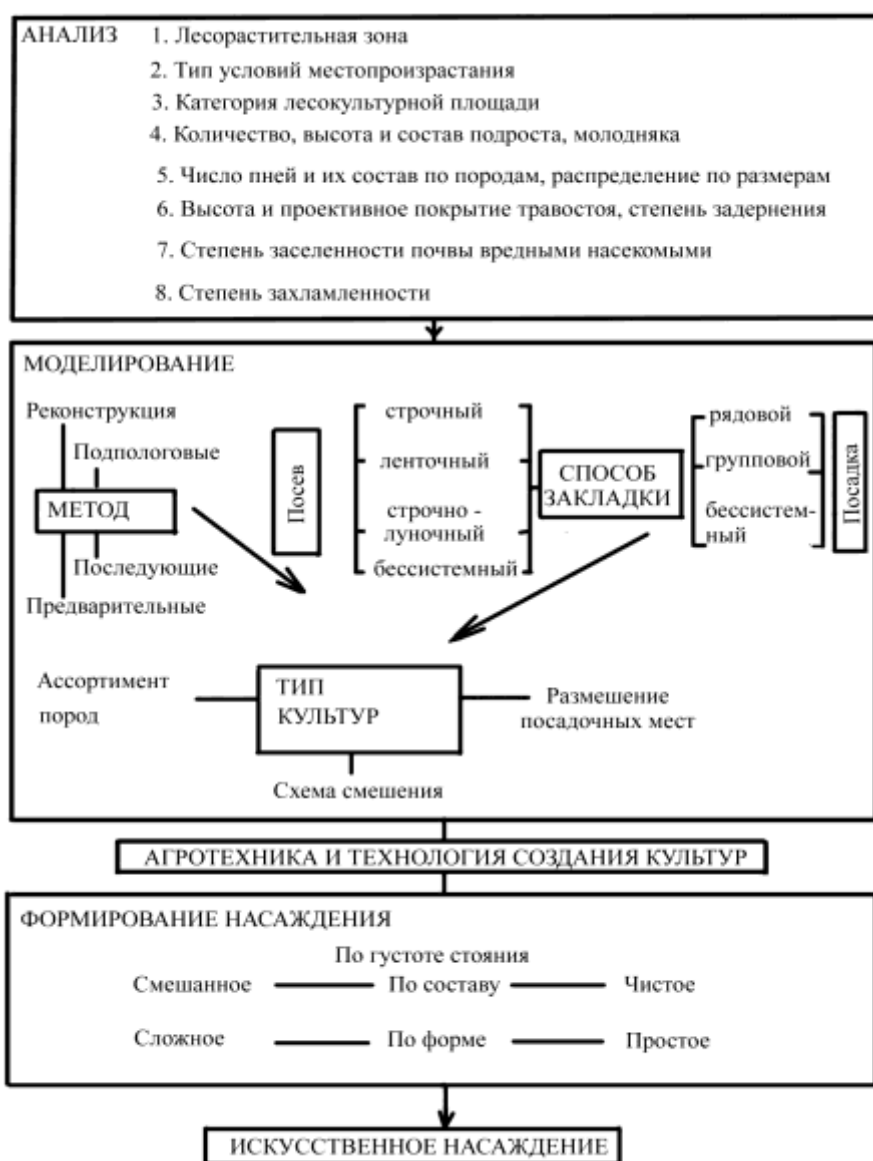 АНАЛИЗ
1. Лесорастительная зона
2. Тип условий местопроизрастания
3. Категория лесокультурной площади
4. Количество, высота и состав подроста, молодняка
5. Число пней и их состав по породам, распределение по размерам
6. Высота и проективное покрытие травостоя, степень задернения
7. Степень заселенности почвы вредными насекомыми
8. Степень захламленности
МОДЕЛИРОВАНИЕ
Реконструкция
Подпологовые
МЕТОД
Последующие
Предварительные
Посев
строчный
ленточный
строчно -
луночный
бессистемный
СПОСОБ
ЗАКЛАДКИ
рядовой
групповой
бессистем-
ный
Посадка
Ассортимент
пород
ТИП
КУЛЬТУР
Размешение
посадочных мест
Схема смешения
АГРОТЕХНИКА И ТЕХНОЛОГИЯ СОЗДАНИЯ КУЛЬТУР
ФОРМИРОВАНИЕ НАСАЖДЕНИЯ
По густоте стояния
Смешанное По составу Чистое
Сложное По форме Простое
ИСКУССТВЕННОЕ НАСАЖДЕНИЕ